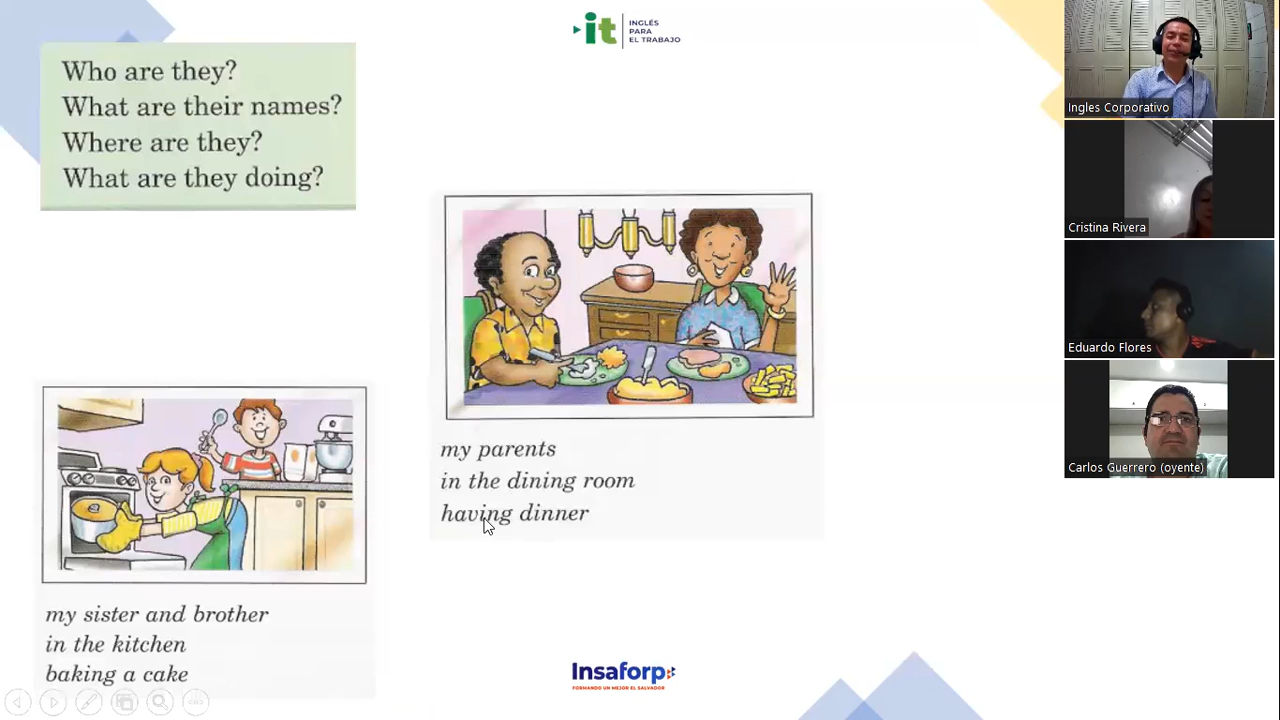 it INGLÉS
PARA
EL TRABAJO
Who are they?
What are their names?
Where are they?
What are they doing?
my parents
in the dining room
having dinner
my sister and brother
in the kitchen
baking a cake
Insaforp
FORMANDO UN MEJOR EL SALVADOR
Ingles Corporativo
Cristina Rivera
Eduardo Flores
Carlos Guerrero (oyente)